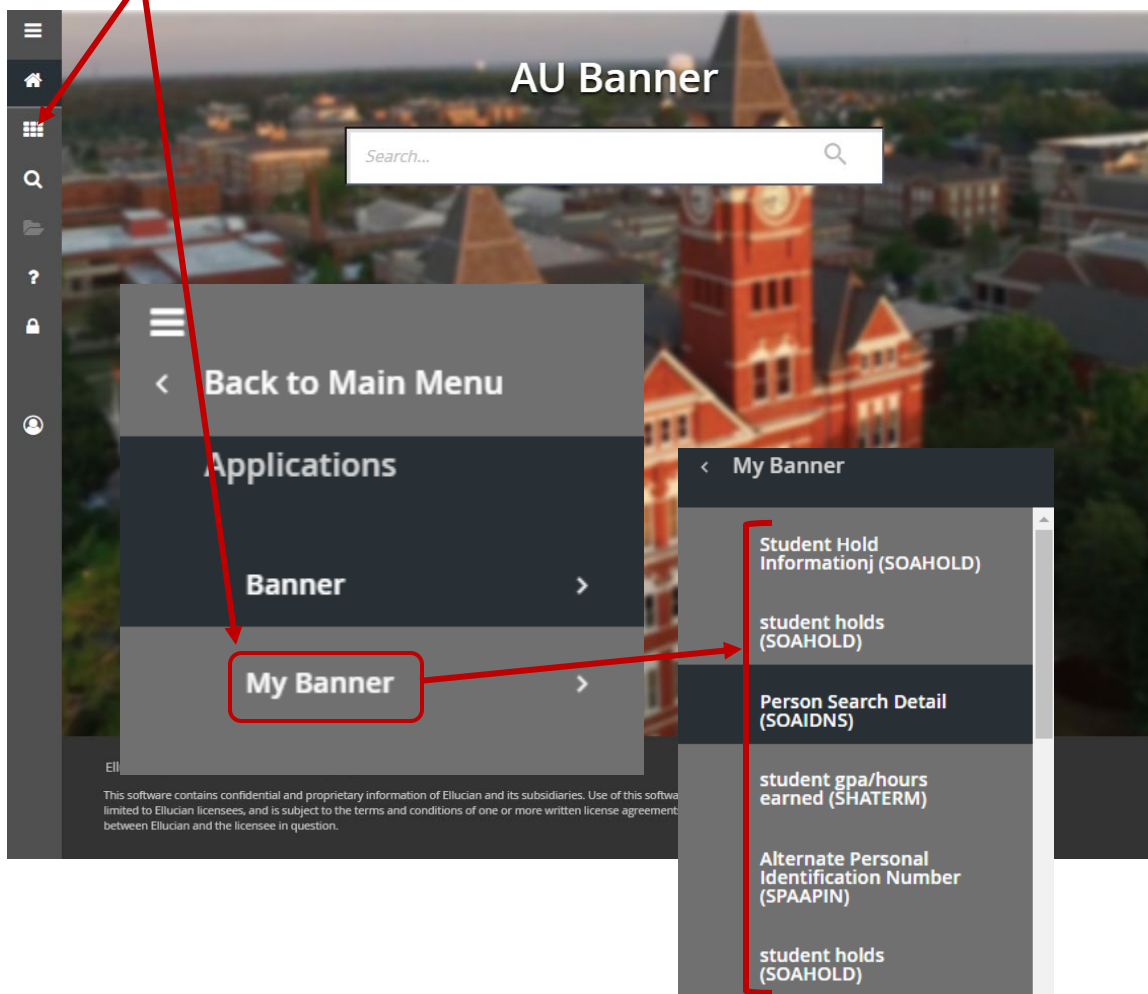 AU Banner
Search...
?
Back to Main Menu
Applications
Banner
My Banner
My Banner
Student Hold
Informationj (SOAHOLD)
student holds
(SOAHOLD)
Person Search Detail
(SOAIDNS)
student gpa/hours
earned (SHATERM)
Alternate Personal
Identification Number
(SPAAPIN)
student holds
(SOAHOLD)
This software contains confidential and proprietary information of Ellucian and its subsidiaries. Use of this
limited to Ellucian licensees, and is subject to the terms and conditions of one or more written license
between Ellucian and the licensee in question.